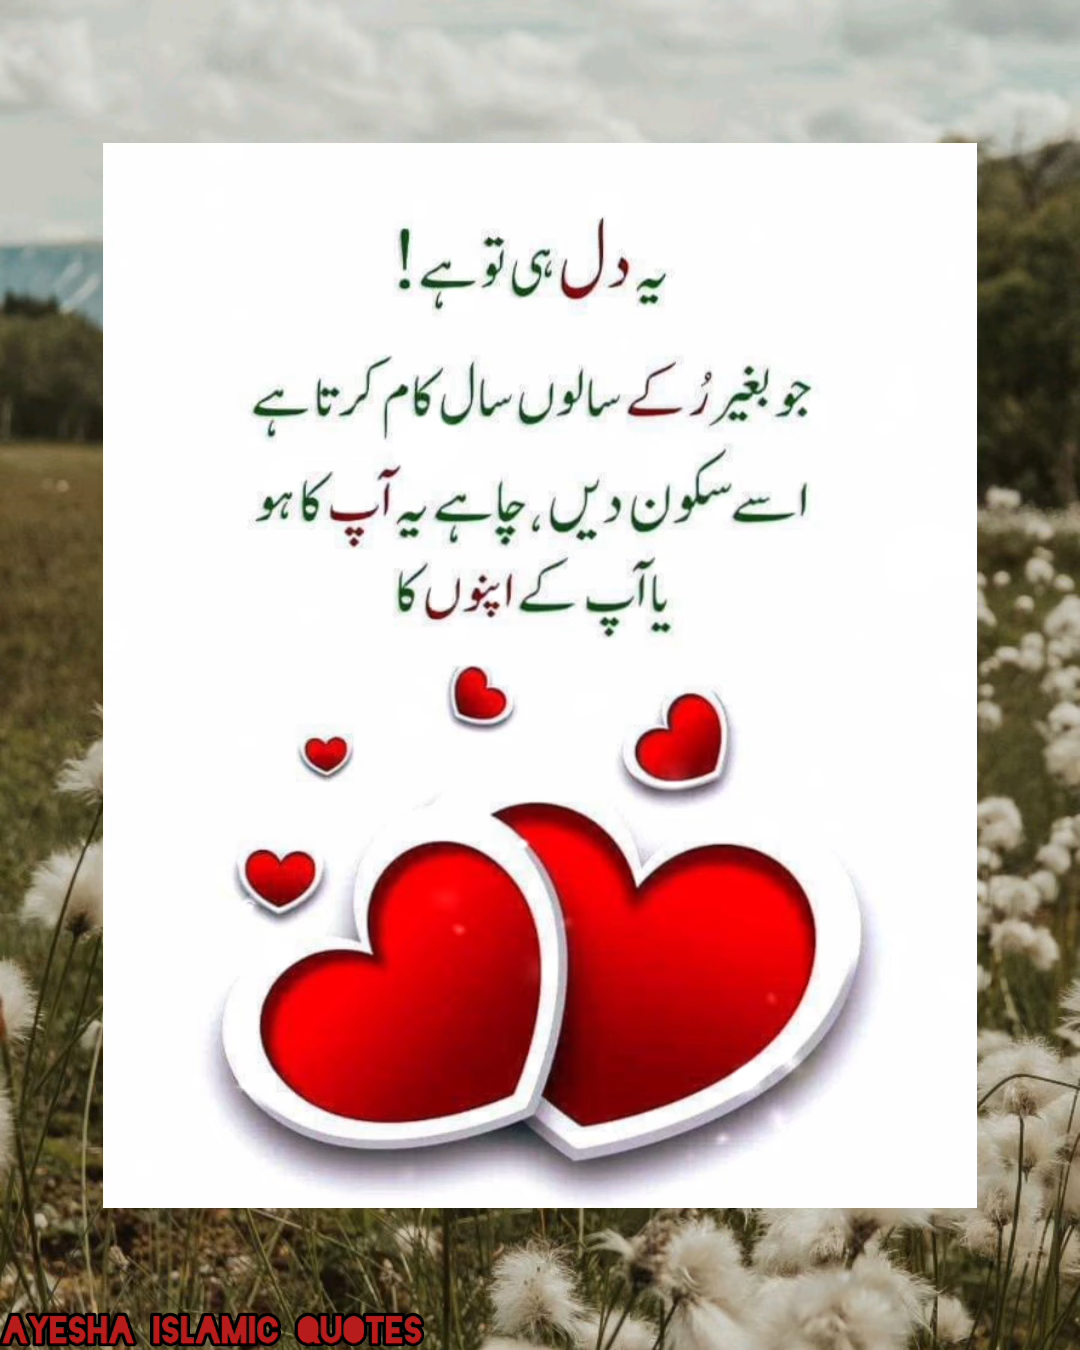 یہ دل ہی تو ہے!
جو بغیر رُکے سالوں سال کام کرتا ہے
اسے سکون دیں، چاہے یہ آپ کا ہو
یا آپ کے اپنوں کا
AYESHA ISLAMIC QUOTES